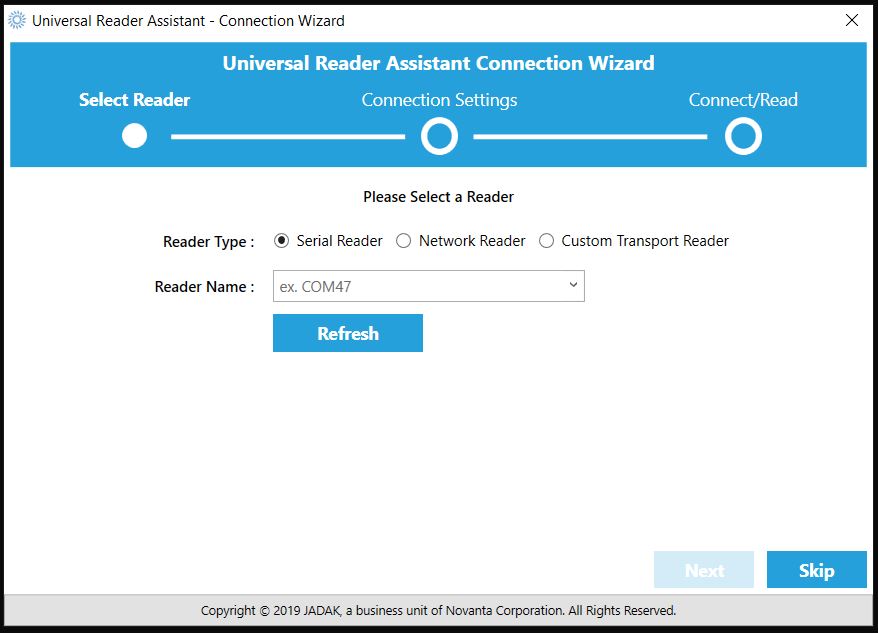 Universal Reader Assistant - Connection Wizard
Universal Reader Assistant Connection Wizard
Select Reader Connection Settings Connect/Read
Please Select a Reader
Reader Type : Serial Reader Network Reader Custom Transport Reader
Reader Name : ex. COM47
Refresh
Next Skip
Copyright © 2019 JADAK, a business unit of Novanta Corporation. All Rights Reserved.